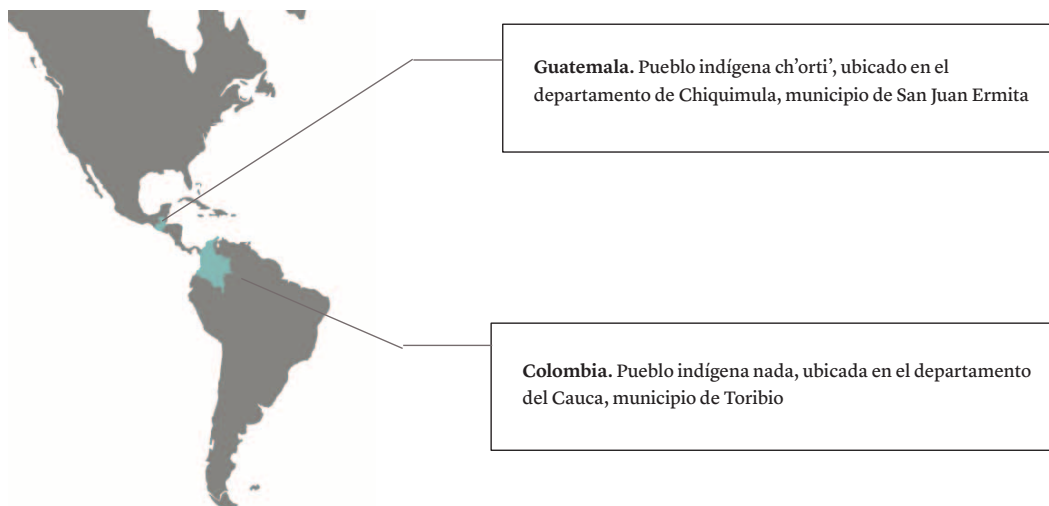 Guatemala. Pueblo indígena ch’orti’, ubicado en el
departamento de Chiquimula, municipio de San Juan Ermita
Colombia. Pueblo indígena nada, ubicada en el departamento
del Cauca, municipio de Toribio